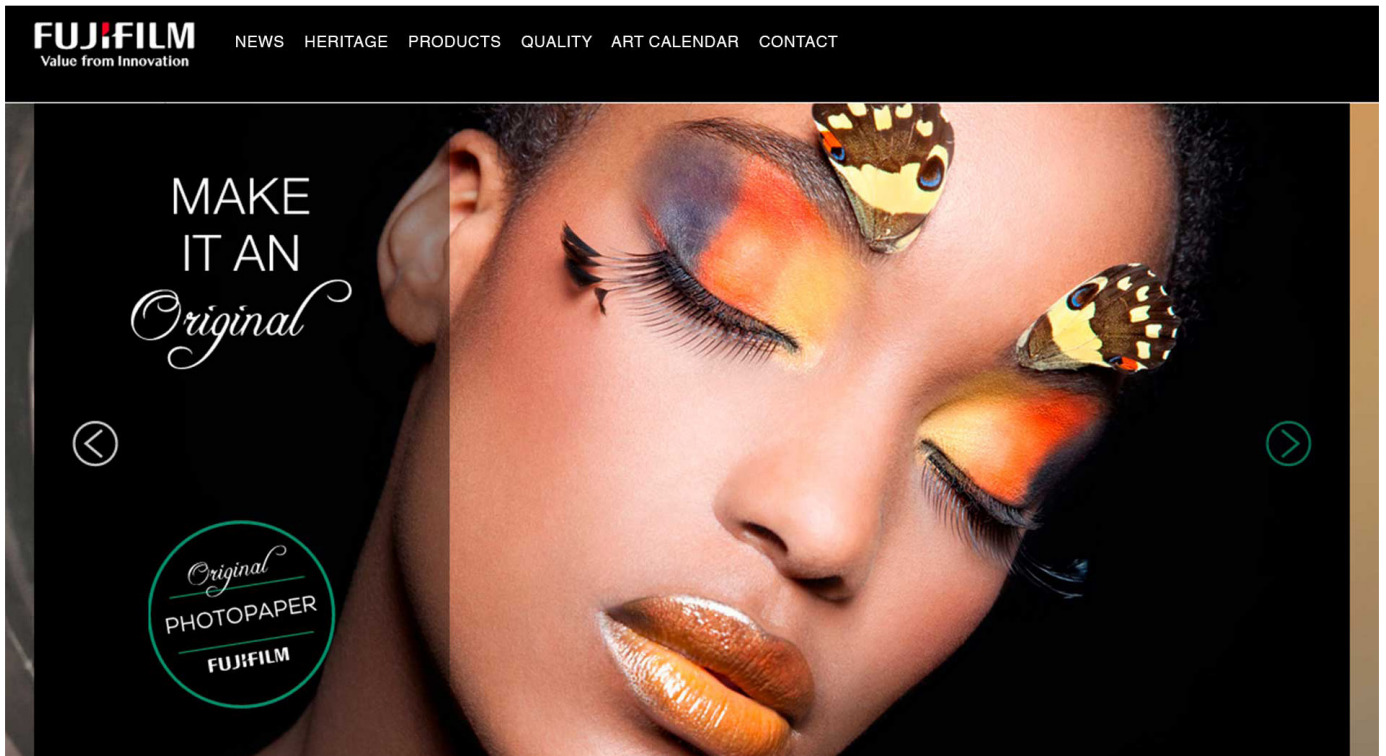 FUJIFILM
Value from Innovation
NEWS HERITAGE PRODUCTS QUALITY ART CALENDAR CONTACT
MAKE
IT AN
Original
Original
PHOTOPAPER
FUJIFILM